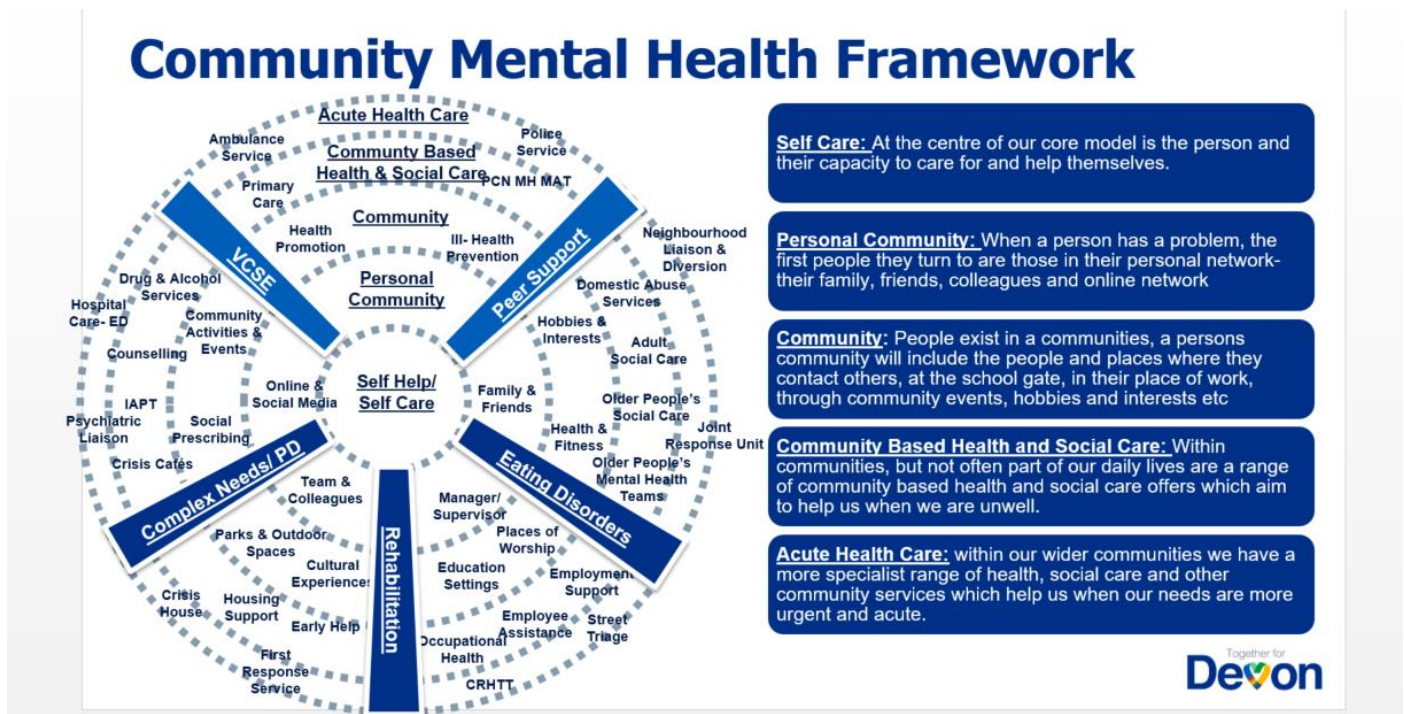 Community Mental Health Framework
Acute Health Care
Ambulance
Service
Police
Service
Communty Based
Health & Social Care
Primary
Care
PCN MH MAT
Community
Health
Promotion
Ill- Health
Prevention
Personal
Community
VCSE
Peer Support
Neighbourhood
Liaison &
Diversion
Drug & Alcohol
Services
Domestic Abuse
Services
Hospital
Care- ED
Community
Activities &
Events
Hobbies &
Interests
Counselling
Adult
Social Care
Online &
Social Media
Self Help/
Self Care
Family &
Friends
IAPT
Older People's
Social Care
Psychiatric
Liaison
Social
Prescribing
Health &
Fitness
Joint
Response Unit
Crisis Cafés
Older People's
Mental Health
Teams
Complex Needs/ PD
Eating Disorders
Rehabilitation
Team &
Colleagues
Manager/
Supervisor
Parks & Outdoor
Spaces
Places of
Worship
Cultural
Experiences
Education
Settings
Employment
Support
Crisis
House
Housing
Support
Early Help
Employee
Assistance
Street
Triage
Occupational
Health
First
Response
Service
CRHTT
Self Care: At the centre of our core model is the person and
their capacity to care for and help themselves.
Personal Community: When a person has a problem, the
first people they turn to are those in their personal network-
their family, friends, colleagues and online network
Community: People exist in a communities, a persons
community will include the people and places where they
contact others, at the school gate, in their place of work,
through community events, hobbies and interests etc
Community Based Health and Social Care: Within
communities, but not often part of our daily lives are a range
of community based health and social care offers which aim
to help us when we are unwell.
Acute Health Care: within our wider communities we have a
more specialist range of health, social care and other
community services which help us when our needs are more
urgent and acute.
Together for
Devon